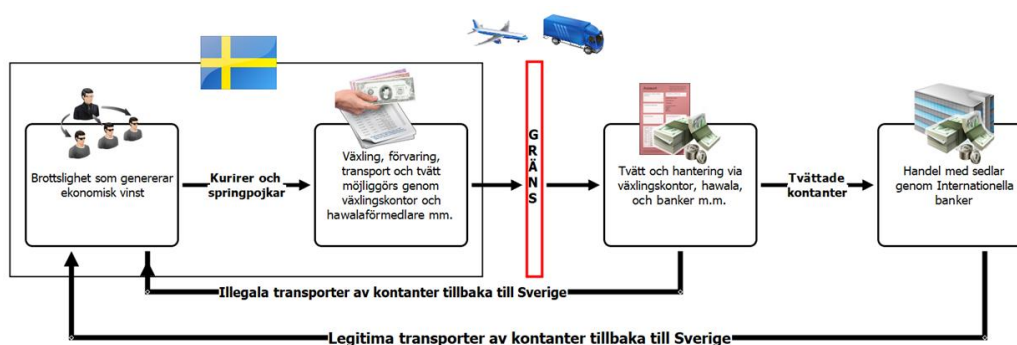 Brottslighet som genererar
ekonomisk vinst
Kurirer och
springpojkar
Växling, förvaring,
transport och tvätt
möjliggörs genom
växlingskontor och
hawalaförmedlare mm.
GRÄNS
Tvätt och hantering via
växlingskontor, hawala,
och banker m.m.
Tvättade
kontanter
Handel med sedlar
genom Internationella
banker
Illegala transporter av kontanter tillbaka till Sverige
Legitima transporter av kontanter tillbaka till Sverige